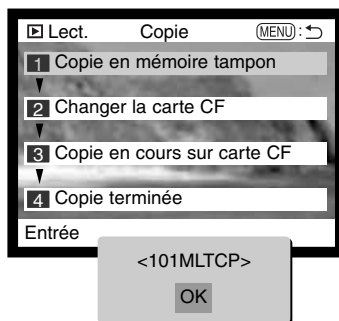 Lect. Copie MENU :
1 Copie en mémoire tampon
2 Changer la carte CF
3 Copie en cours sur carte CF
4 Copie terminée
Entrée
<101MLTCP>
OK